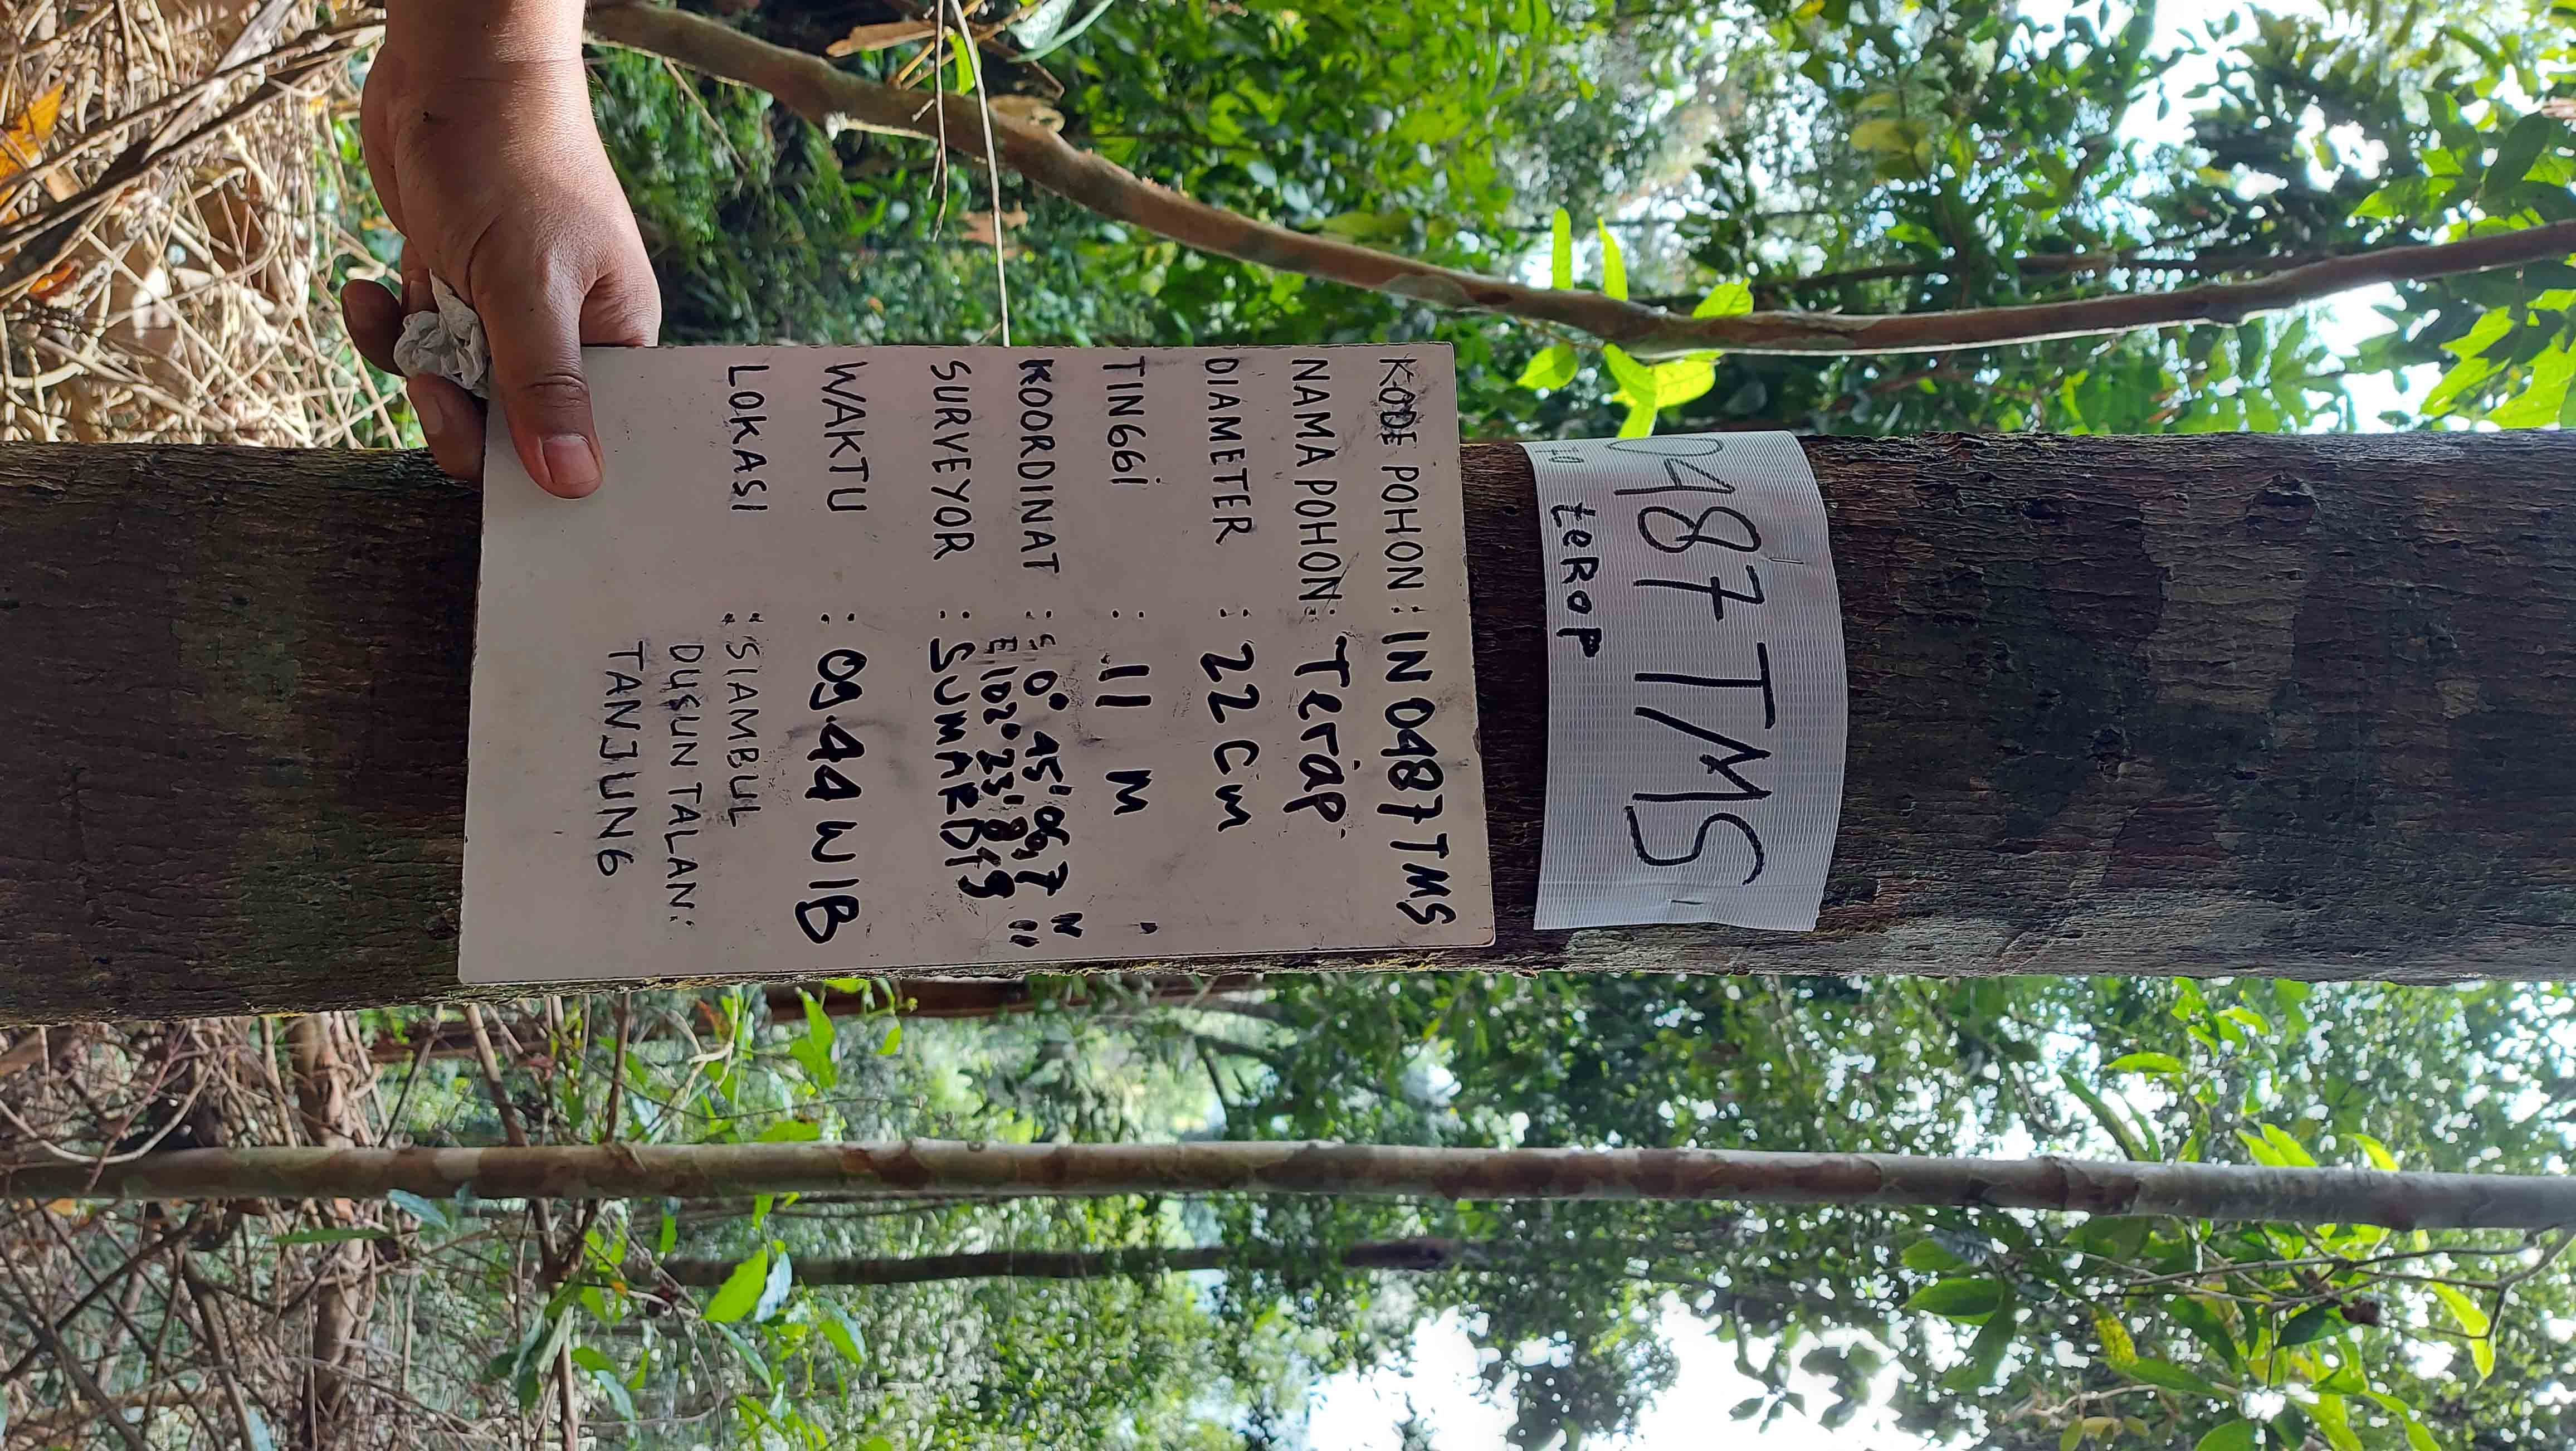 0487 TMS
terop
KODE POHON : IN 0487 TMS
NAMA POHON : Terap
DIAMETER : 22 Cm
TINGGI : 11 M
KOORDINAT : S 0° 45' 06,7 "
E 102° 23' 8,9 "
SURVEYOR : SUMARDI
WAKTU : 09.44 WIB
LOKASI : SIAMBUL
DUSUN TALAN:
TANJUNG